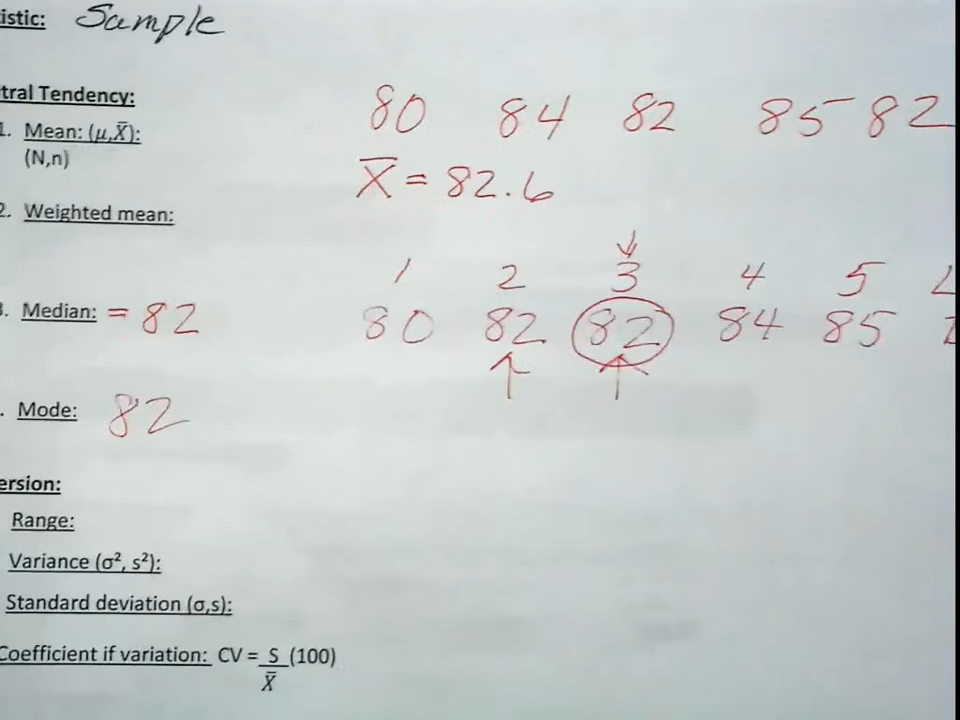 istic: Sample
tral Tendency:
80 84 82 85 82
1. Mean: (μ,X̄):
(N,n)
X̄ = 82.6
2. Weighted mean:
1 2 3 4 5
3. Median: = 82 80 82 82 84 85
. Mode: 82
ersion:
Range:
Variance (σ², s²):
Standard deviation (σ,s):
Coefficient if variation: CV = S (100)
X̄